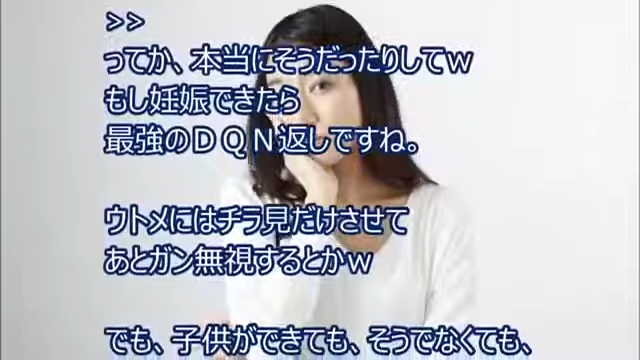 >>
ってか、本当にそうだったりしてｗ
もし妊娠できたら
最強のＤＱＮ返しですね。
ウトメにはチラ見だけさせて
あとガン無視するとかｗ
でも、子供ができても、そうでなくても、